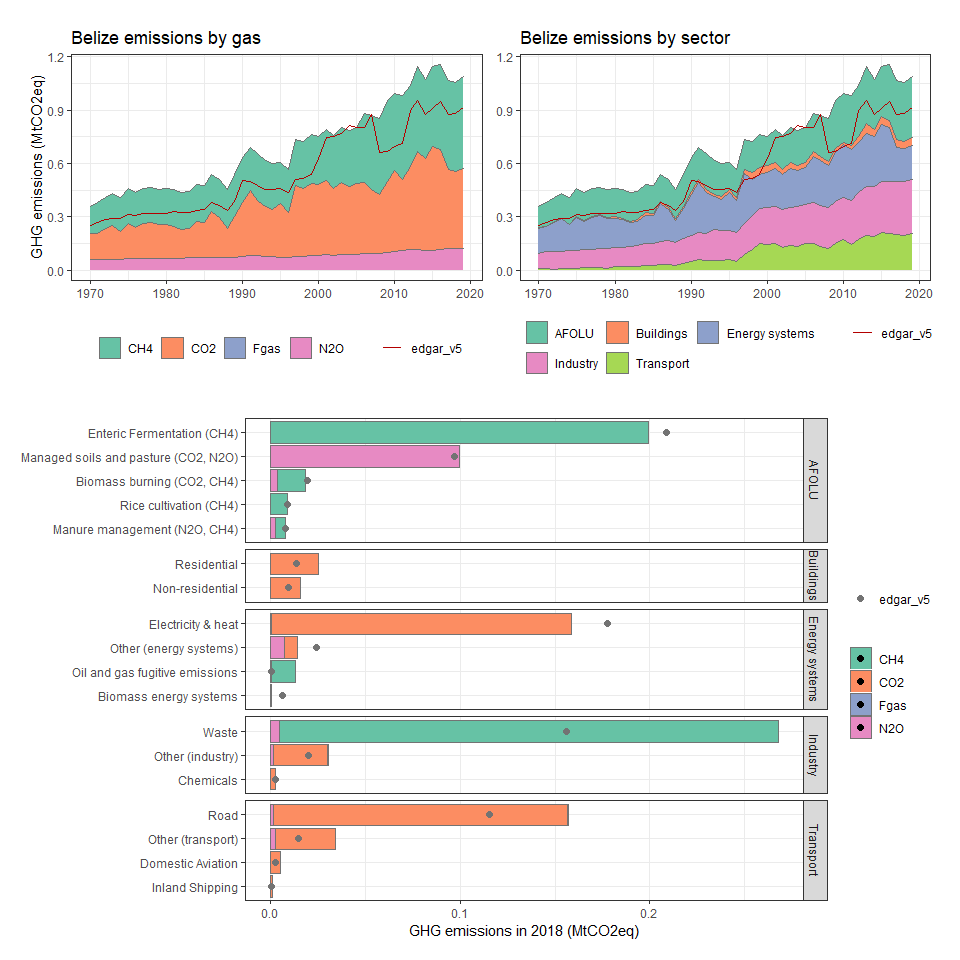 Belize emissions by gas
GHG emissions (MtCO2eq)
1.2
0.9
0.6
0.3
0.0
1970 1980 1990 2000 2010 2020
CH4 CO2 Fgas N2O edgar_v5
Belize emissions by sector
1.2
0.9
0.6
0.3
0.0
1970 1980 1990 2000 2010 2020
AFOLU Buildings Energy systems edgar_v5
Industry Transport
Enteric Fermentation (CH4)
Managed soils and pasture (CO2, N2O)
Biomass burning (CO2, CH4)
Rice cultivation (CH4)
Manure management (N2O, CH4)
AFOLU
Residential
Non-residential
Buildings
Electricity & heat
Other (energy systems)
Oil and gas fugitive emissions
Biomass energy systems
Energy systems
Waste
Other (industry)
Chemicals
Industry
Road
Other (transport)
Domestic Aviation
Inland Shipping
Transport
0.0 0.1 0.2
GHG emissions in 2018 (MtCO2eq)
edgar_v5
CH4
CO2
Fgas
N2O